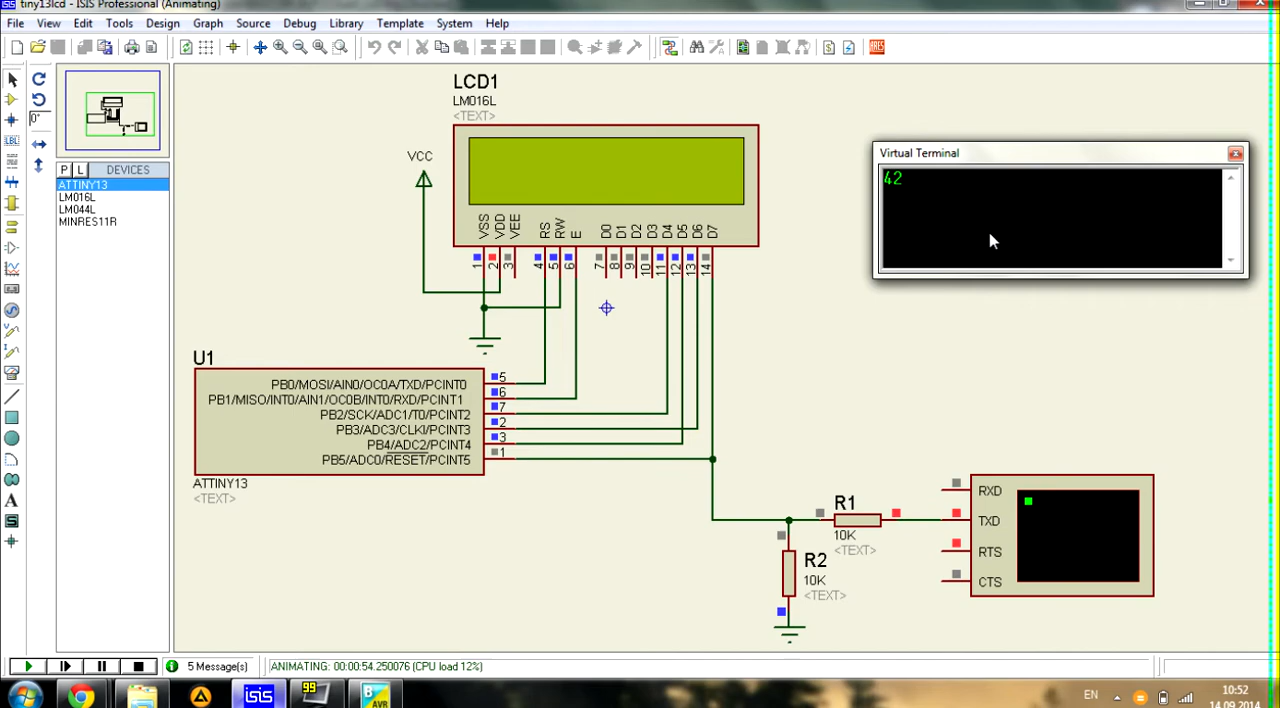 tiny13lcd - ISIS Professional (Animating)
File View Edit Tools Design Graph Source Debug Library Template System Help
0°
LBL
P L DEVICES
ATTINY13
LM016L
LM044L
MINRES11R
LCD1
LM016L
<TEXT>
VCC
VSS VDD VEE RS RW E D0 D1 D2 D3 D4 D5 D6 D7
1 2 3 4 5 6 7 8 9 10 11 12 13 14
Virtual Terminal
42
U1
PB0/MOSI/AIN0/OC0A/TXD/PCINT0 5
PB1/MISO/INT0/AIN1/OC0B/INT0/RXD/PCINT1 6
PB2/SCK/ADC1/T0/PCINT2 7
PB3/ADC3/CLKI/PCINT3 2
PB4/ADC2/PCINT4 3
PB5/ADC0/RESET/PCINT5 1
ATTINY13
<TEXT>
R1
10K
<TEXT>
R2
10K
<TEXT>
RXD
TXD
RTS
CTS
5 Message(s) ANIMATING: 00:00:54.250076 (CPU load 12%)
isis
99
B
AVR
EN
10:52
14.09.2014
ARES
A
S